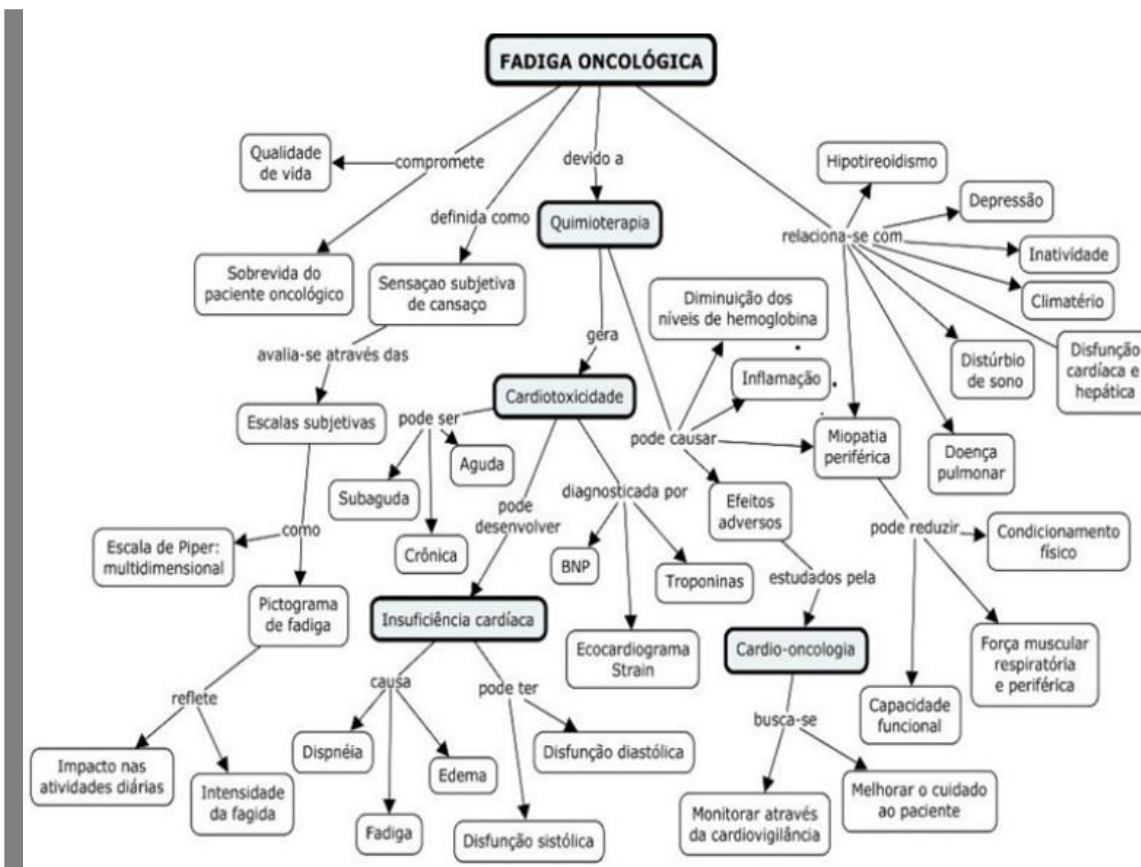 FADIGA ONCOLÓGICA
Qualidade
de vida
compromete
devido a
Hipotireoidismo
Depressão
definida como
Quimioterapia
relaciona-se com
Inatividade
Sobrevida do
paciente oncológico
Sensaçao subjetiva
de cansaço
Diminuição dos
níveis de hemoglobina
Climatério
gera
avalia-se através das
Distúrbio
de sono
Disfunção
cardíaca e
hepática
Inflamação
Cardiotoxicidade
Escalas subjetivas
pode ser
pode causar
Miopatia
periférica
Doença
pulmonar
Aguda
Subaguda
diagnosticada por
Efeitos
adversos
pode
desenvolver
como
pode reduzir
Condicionamento
físico
Escala de Piper:
multidimensional
Crônica
BNP
Troponinas
estudados pela
Pictograma
de fadiga
Insuficiência cardíaca
Ecocardiograma
Strain
Cardio-oncologia
Força muscular
respiratória
e periférica
reflete
causa
pode ter
Capacidade
funcional
busca-se
Impacto nas
atividades diárias
Intensidade
da fagida
Dispnéia
Edema
Disfunção diastólica
Fadiga
Disfunção sistólica
Monitorar através
da cardiovigilância
Melhorar o cuidado
ao paciente